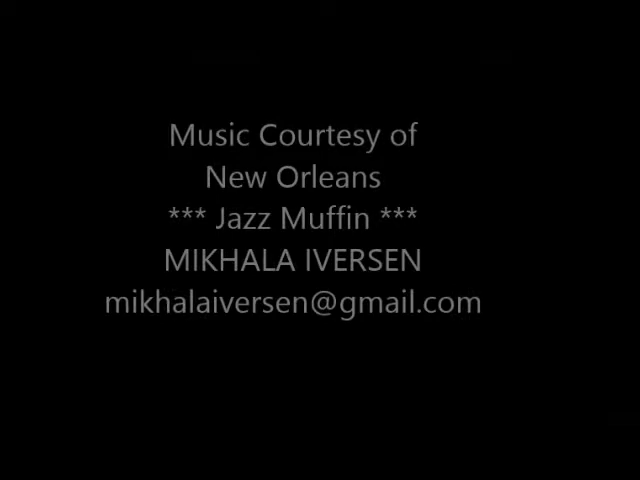 Music Courtesy of
New Orleans
*** Jazz Muffin ***
MIKHALA IVERSEN
mikhalaiversen@gmail.com